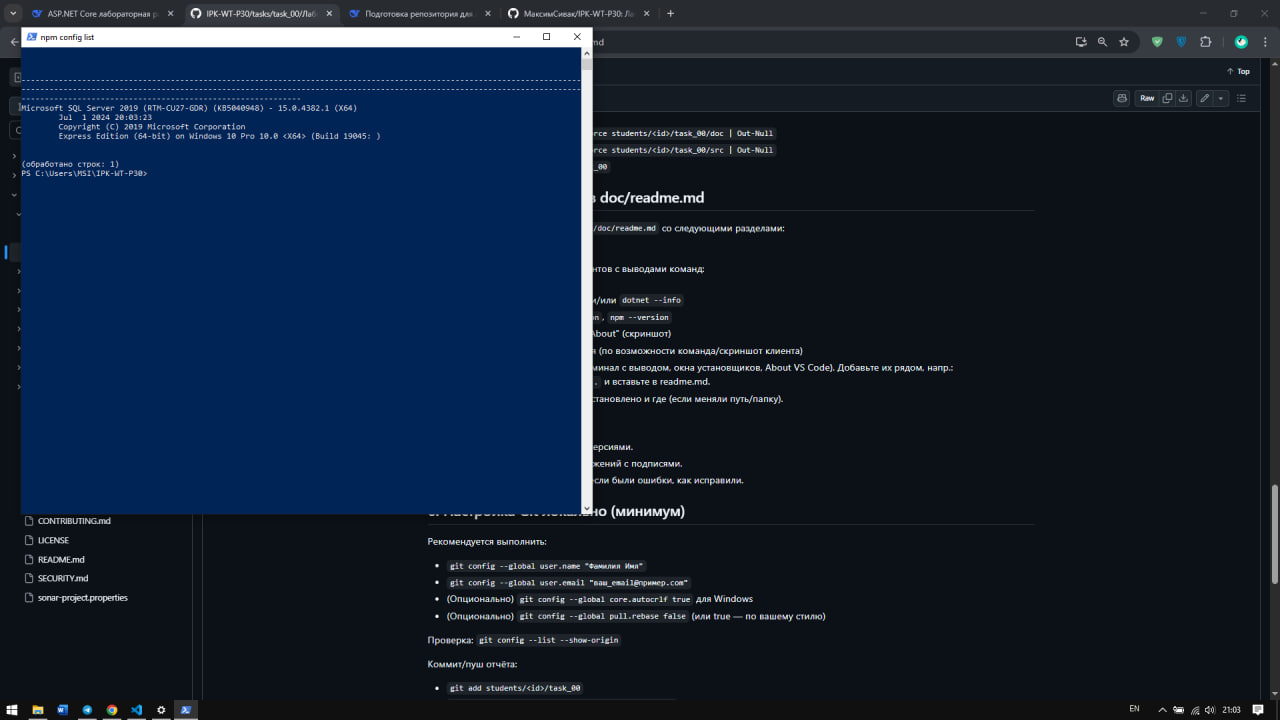 ASP.NET Core лабораторная р
IPK-WT-P30/tasks/task_00/Лаб
Подготовка репозитория для
МаксимСивак/IPK-WT-P30: Ла
npm config list
md
Top
Raw
Microsoft SQL Server 2019 (RTM-CU27-GDR) (KB5040948) - 15.0.4382.1 (X64)
Jul 1 2024 20:03:23
Copyright (C) 2019 Microsoft Corporation
Express Edition (64-bit) on Windows 10 Pro 10.0 <X64> (Build 19045: )
(обработано строк: 1)
PS C:\Users\MSI\IPK-WT-P30>
orce students/<id>/task_00/doc | Out-Null
orce students/<id>/task_00/src | Out-Null
_00
в doc/readme.md
/doc/readme.md со следующими разделами:
нтов с выводами команд:
и/или dotnet --info
on, npm --version
About" (скриншот)
я (по возможности команда/скриншот клиента)
минал с выводом, окна установщиков, About VS Code). Добавьте их рядом, напр.:
. и вставьте в readme.md.
становлено и где (если меняли путь/папку).
ерсиями.
жений с подписями.
если были ошибки, как исправили.
CONTRIBUTING.md
LICENSE
README.md
SECURITY.md
sonar-project.properties
Настройка Git локально (минимум)
Рекомендуется выполнить:
git config --global user.name "Фамилия Имя"
git config --global user.email "ваш_email@пример.com"
(Опционально) git config --global core.autocrlf true для Windows
(Опционально) git config --global pull.rebase false (или true — по вашему стилю)
Проверка: git config --list --show-origin
Коммит/пуш отчёта:
git add students/<id>/task_00
EN
21:03